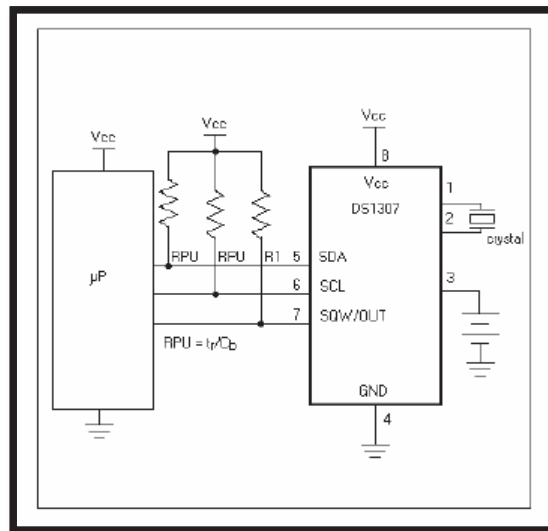 Vcc
Vcc
Vcc
8
Vcc
DS1307
1
2
crystal
µP
RPU RPU R1 5 SDA
6 SCL
3
7 SQW/OUT
RPU = tr/Cb
GND
4